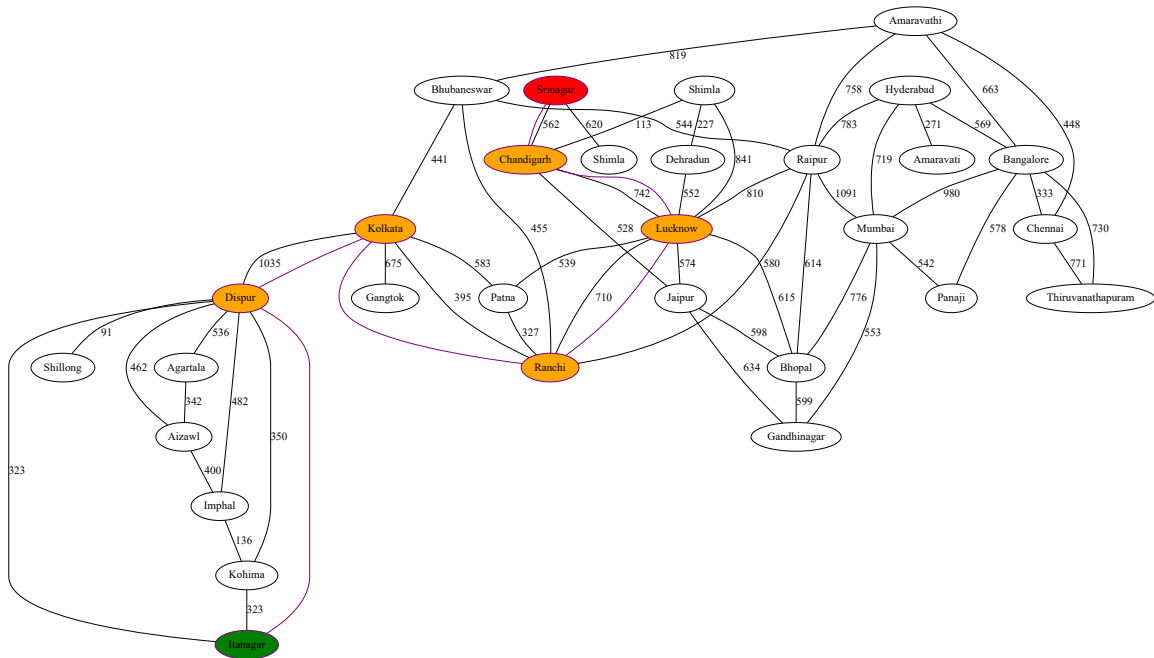 Amaravathi
819
Bhubaneswar
Srinagar
Shimla
758
Hyderabad
663
562
620
113
227
544
783
271
569
448
441
Chandigarh
Shimla
Dehradun
841
Raipur
719
Amaravati
Bangalore
742
552
810
1091
980
333
Kolkata
455
528
Lucknow
580
Mumbai
578
Chennai
730
1035
675
583
539
574
614
542
771
Dispur
Gangtok
395
Patna
710
Jaipur
615
776
Panaji
Thiruvanathapuram
91
536
327
598
553
Shillong
462
Agartala
Ranchi
634
Bhopal
482
342
599
350
Aizawl
Gandhinagar
323
400
Imphal
136
Kohima
323
Itanagar